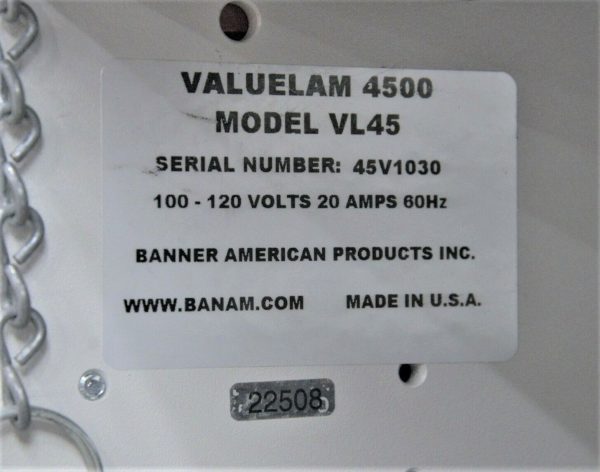 VALUELAM 4500
MODEL VL45
SERIAL NUMBER: 45V1030
100 - 120 VOLTS 20 AMPS 60Hz
BANNER AMERICAN PRODUCTS INC.
WWW.BANAM.COM MADE IN U.S.A.
22508